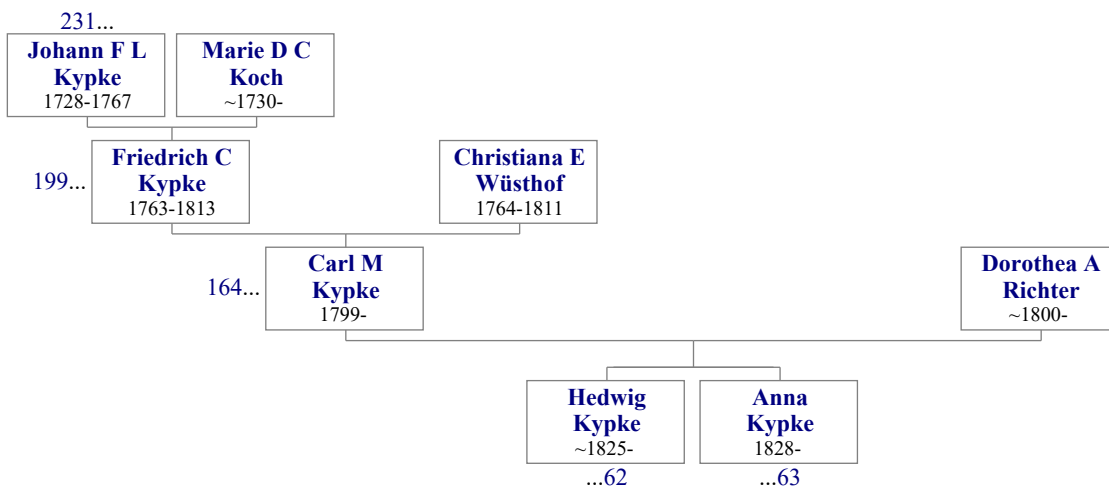 231...
Johann F L
Kypke
1728-1767
Marie D C
Koch
~1730-
199...
Friedrich C
Kypke
1763-1813
Christiana E
Wüsthof
1764-1811
164...
Carl M
Kypke
1799-
Dorothea A
Richter
~1800-
Hedwig
Kypke
~1825-
...62
Anna
Kypke
1828-
...63